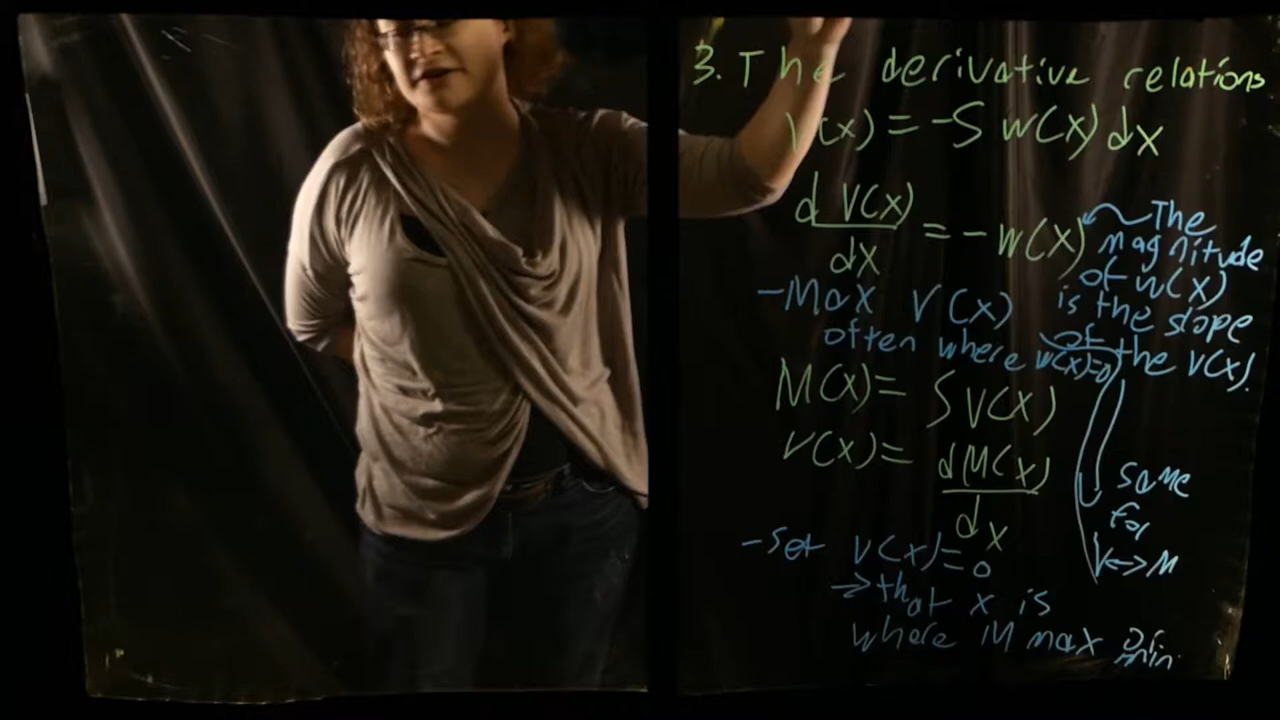 3. The derivative relations
V(x) = -∫ w(x) dx
d V(x)
dx
= - w(x)
The
magnitude
of w(x)
is the slope
of the V(x).
- Max V(x)
often where w(x)=0
M(x) = ∫ V(x)
V(x) = dM(x)
dx
same
for
V ↔ M
- Set V(x)=0
→ that x is
where M max or
min.